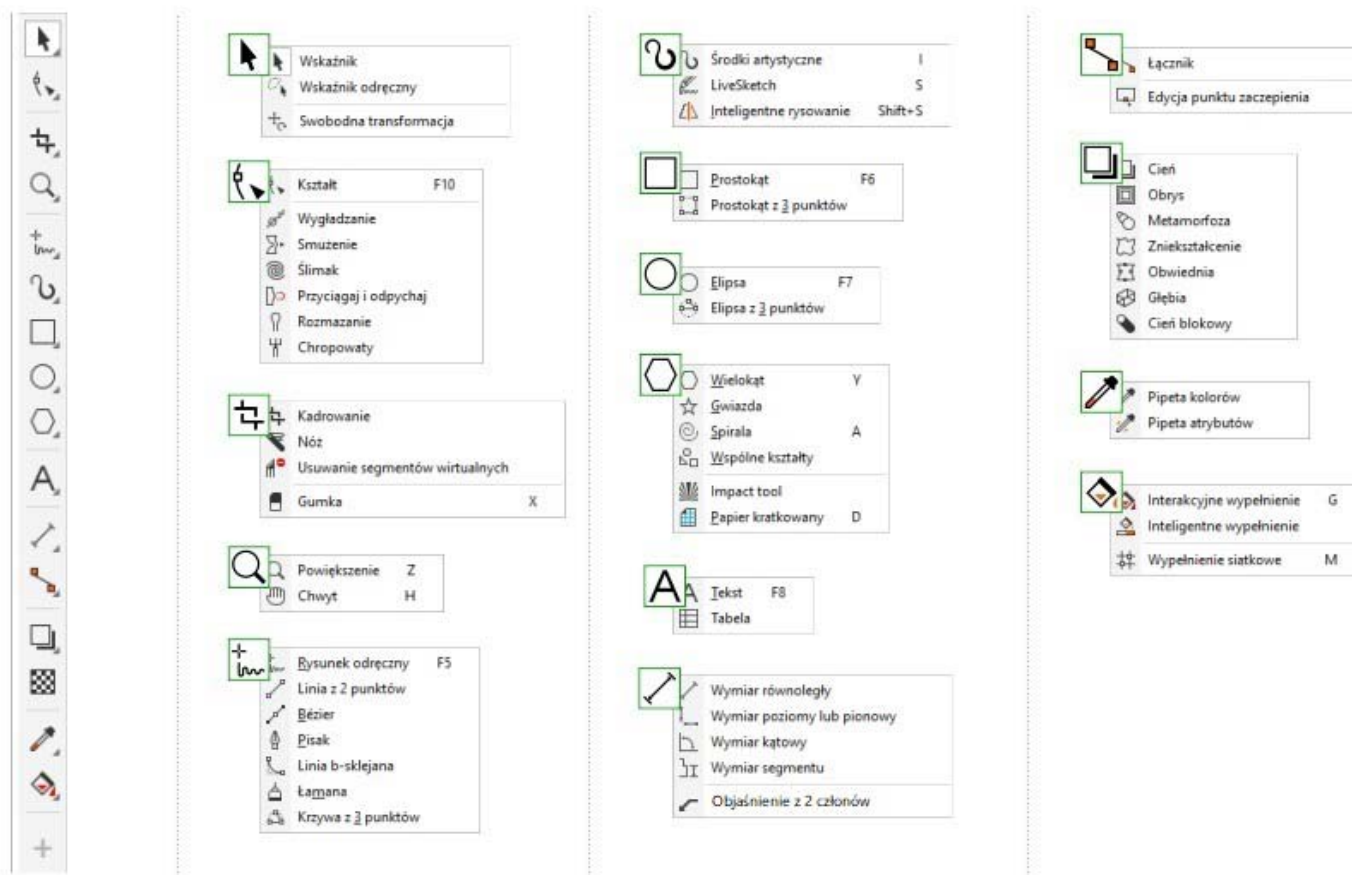 Wskaźnik
Wskaźnik odręczny
Swobodna transformacja
Kształt F10
Wygładzanie
Smużenie
Ślimak
Przyciągaj i odpychaj
Rozmazanie
Chropowaty
Kadrowanie
Nóż
Usuwanie segmentów wirtualnych
Gumka X
Powiększenie Z
Chwyt H
Rysunek odręczny F5
Linia z 2 punktów
Bézier
Pisak
Linia b-sklejana
Łamana
Krzywa z 3 punktów
Środki artystyczne I
LiveSketch S
Inteligentne rysowanie Shift+S
Prostokąt F6
Prostokąt z 3 punktów
Elipsa F7
Elipsa z 3 punktów
Wielokąt Y
Gwiazda
Spirala A
Wspólne kształty
Impact tool
Papier kratkowany D
Tekst F8
Tabela
Wymiar równoległy
Wymiar poziomy lub pionowy
Wymiar kątowy
Wymiar segmentu
Objaśnienie z 2 członów
Łącznik
Edycja punktu zaczepienia
Cień
Obrys
Metamorfoza
Zniekształcenie
Obwiednia
Głębia
Cień blokowy
Pipeta kolorów
Pipeta atrybutów
Interakcyjne wypełnienie G
Inteligentne wypełnienie
Wypełnienie siatkowe M